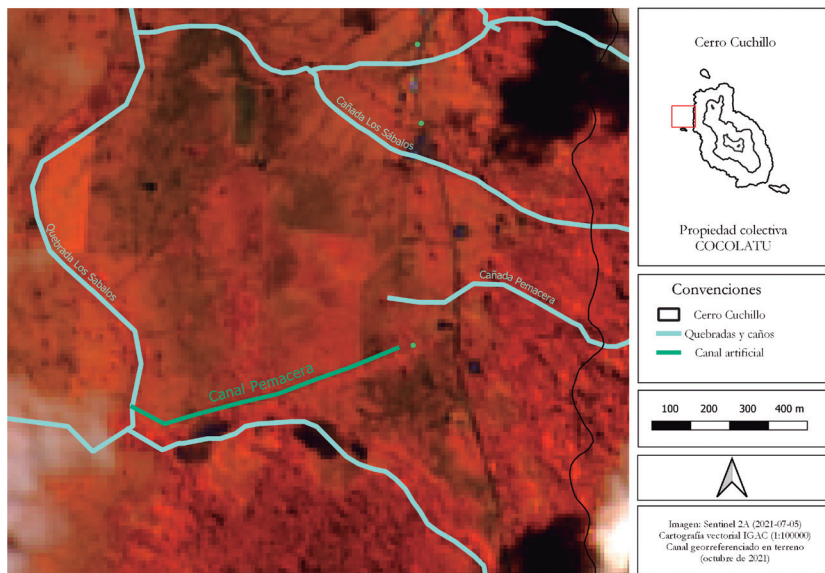 Cañada Los Sábalos
Quebrada Los Sabalos
Cañada Pemacera
Canal Pemacera
Cerro Cuchillo
Propiedad colectiva
COCOLATU
Convenciones
Cerro Cuchillo
Quebradas y caños
Canal artificial
100 200 300 400 m
Imagen: Sentinel 2A (2021-07-05)
Cartografía vectorial IGAC (1:100000)
Canal georeferenciado en terreno
(octubre de 2021)